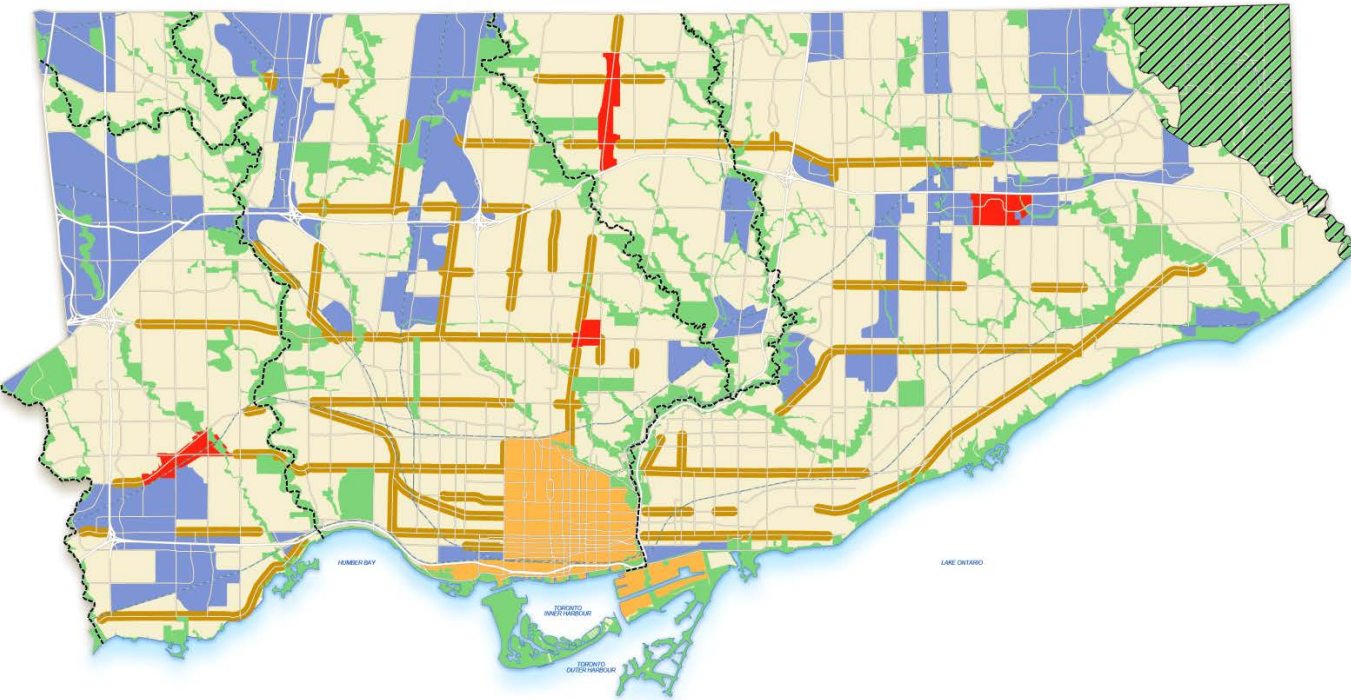 HUMBER BAY
LAKE ONTARIO
TORONTO
INNER HARBOUR
TORONTO
OUTER HARBOUR